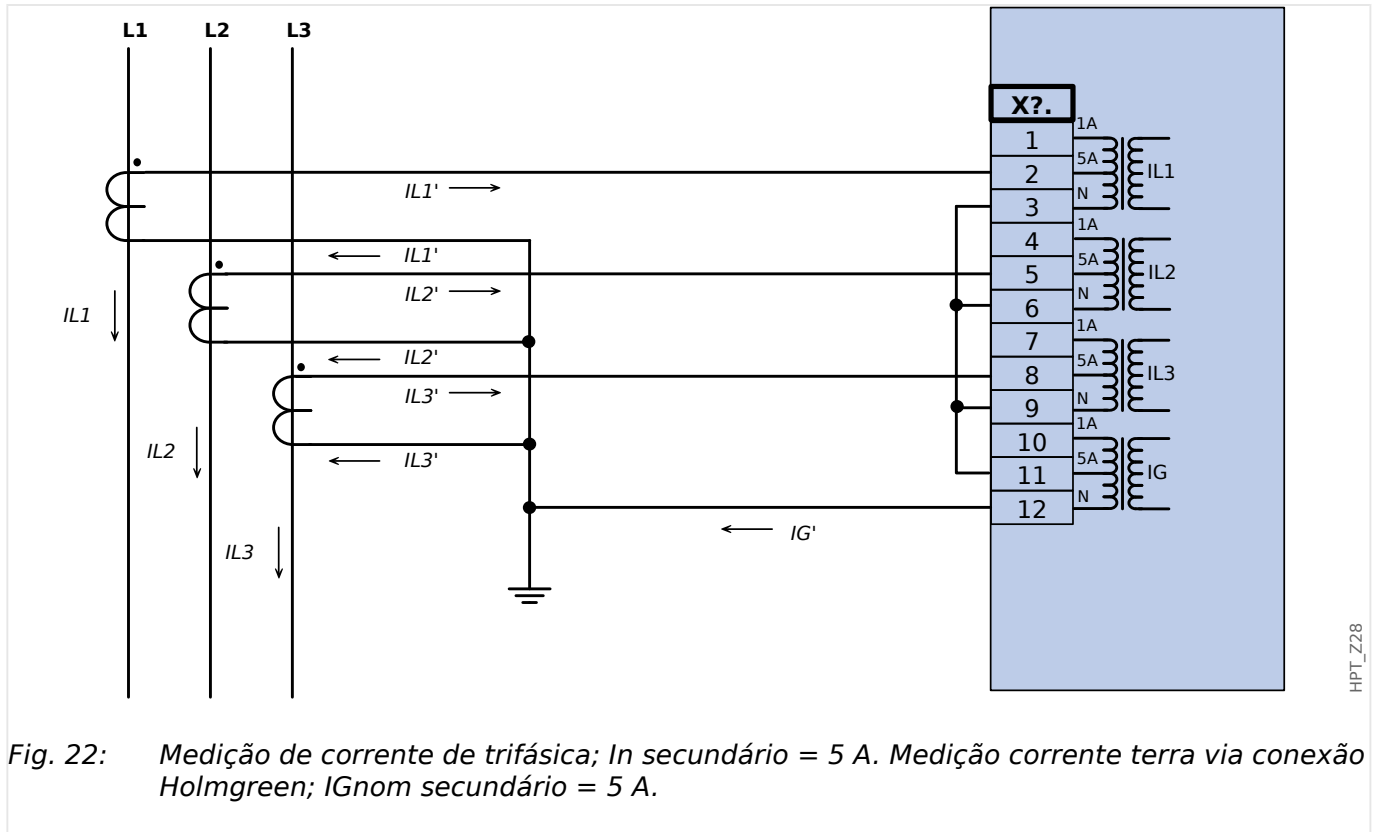 L1 L2 L3
X?.
1
2
3
4
5
6
7
8
9
10
11
12
1A
5A
N
IL1
1A
5A
N
IL2
1A
5A
N
IL3
1A
5A
N
IG
IL1'
IL1'
IL2'
IL2'
IL3'
IL3'
IG'
IL1
IL2
IL3
HPT_Z28
Fig. 22: Medição de corrente de trifásica; In secundário = 5 A. Medição corrente terra via conexão
Holmgreen; IGnom secundário = 5 A.